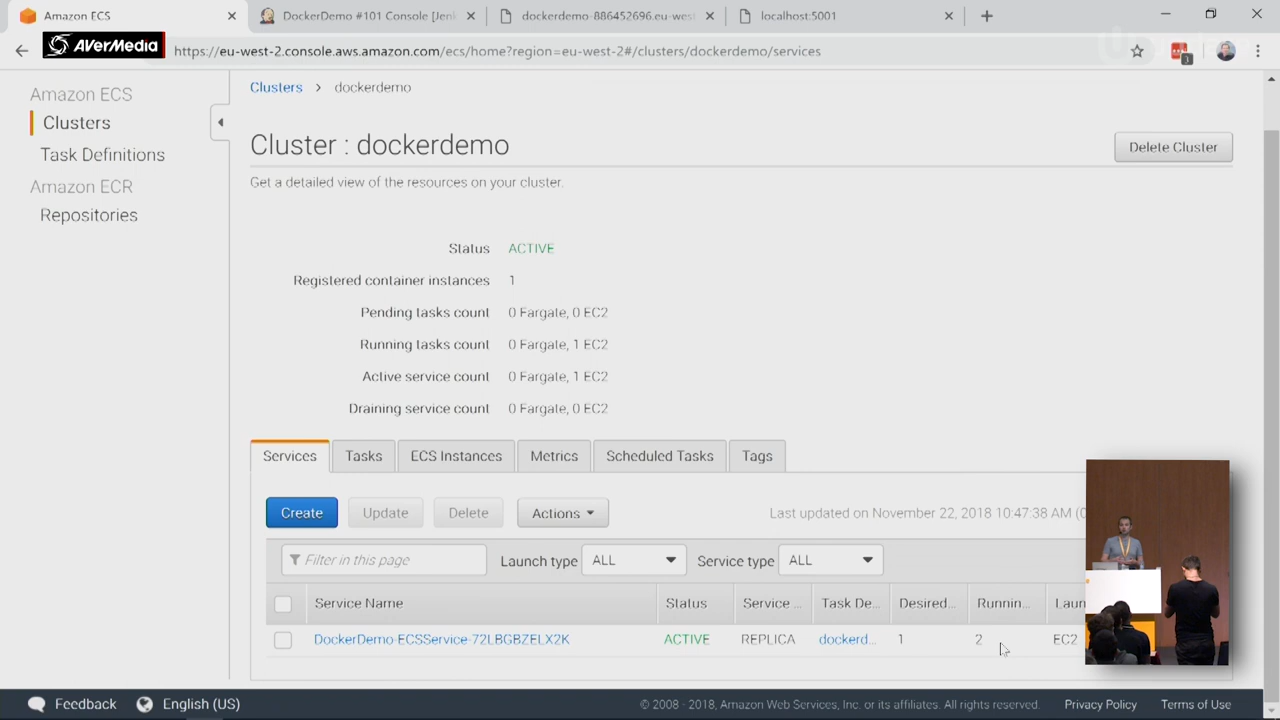 Amazon ECS
DockerDemo #101 Console [Jenk
dockerdemo-886452696.eu-west
localhost:5001
AVerMedia
https://eu-west-2.console.aws.amazon.com/ecs/home?region=eu-west-2#/clusters/dockerdemo/services
Amazon ECS
Clusters
Task Definitions
Amazon ECR
Repositories
Clusters > dockerdemo
Cluster : dockerdemo
Delete Cluster
Get a detailed view of the resources on your cluster.
Status ACTIVE
Registered container instances 1
Pending tasks count 0 Fargate, 0 EC2
Running tasks count 0 Fargate, 1 EC2
Active service count 0 Fargate, 1 EC2
Draining service count 0 Fargate, 0 EC2
Services Tasks ECS Instances Metrics Scheduled Tasks Tags
Create Update Delete Actions Last updated on November 22, 2018 10:47:38 AM (0
Filter in this page Launch type ALL Service type ALL
Service Name Status Service ... Task De... Desired... Runnin... Laun
DockerDemo-ECSService-72LBGBZELX2K ACTIVE REPLICA dockerd... 1 2 EC2
Feedback English (US) © 2008 - 2018, Amazon Web Services, Inc. or its affiliates. All rights reserved. Privacy Policy Terms of Use